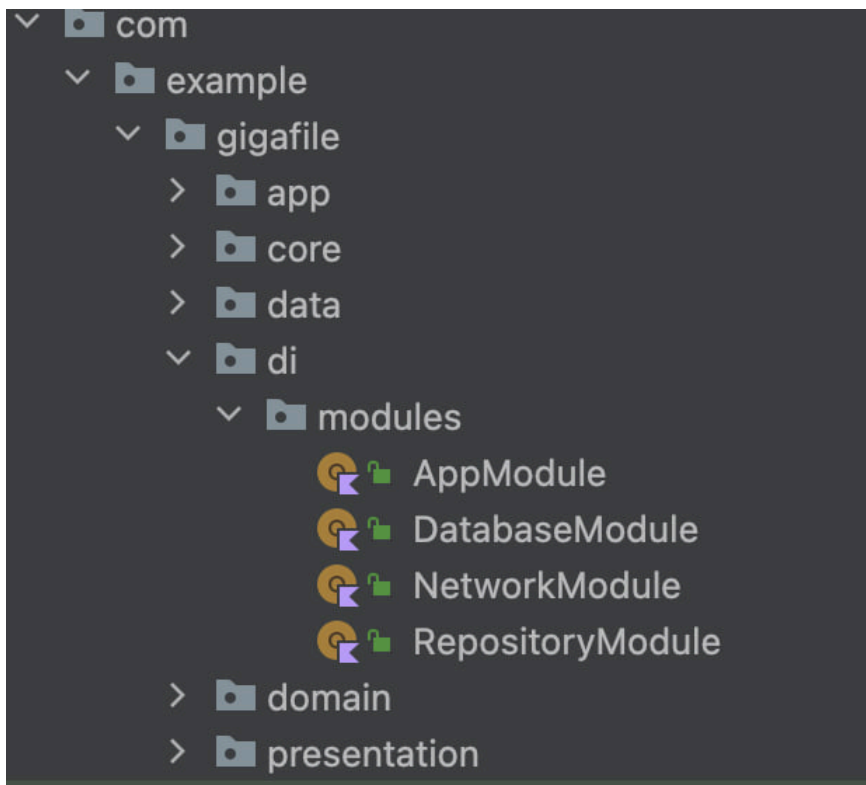 com
example
gigafile
app
core
data
di
modules
AppModule
DatabaseModule
NetworkModule
RepositoryModule
domain
presentation